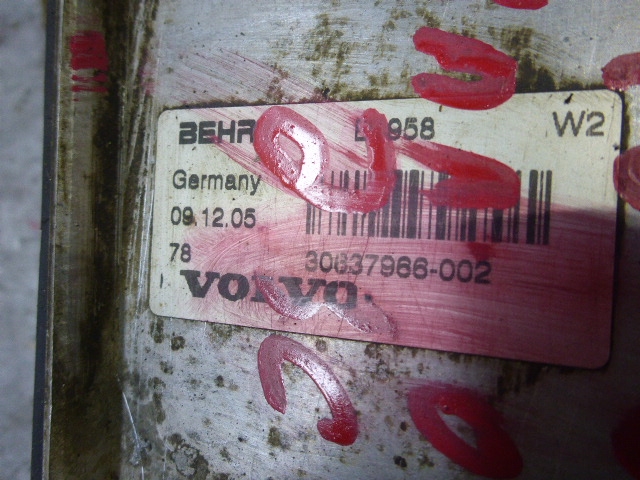 BEHR W2
Germany
09.12.05
78 30637966-002
VOLVO